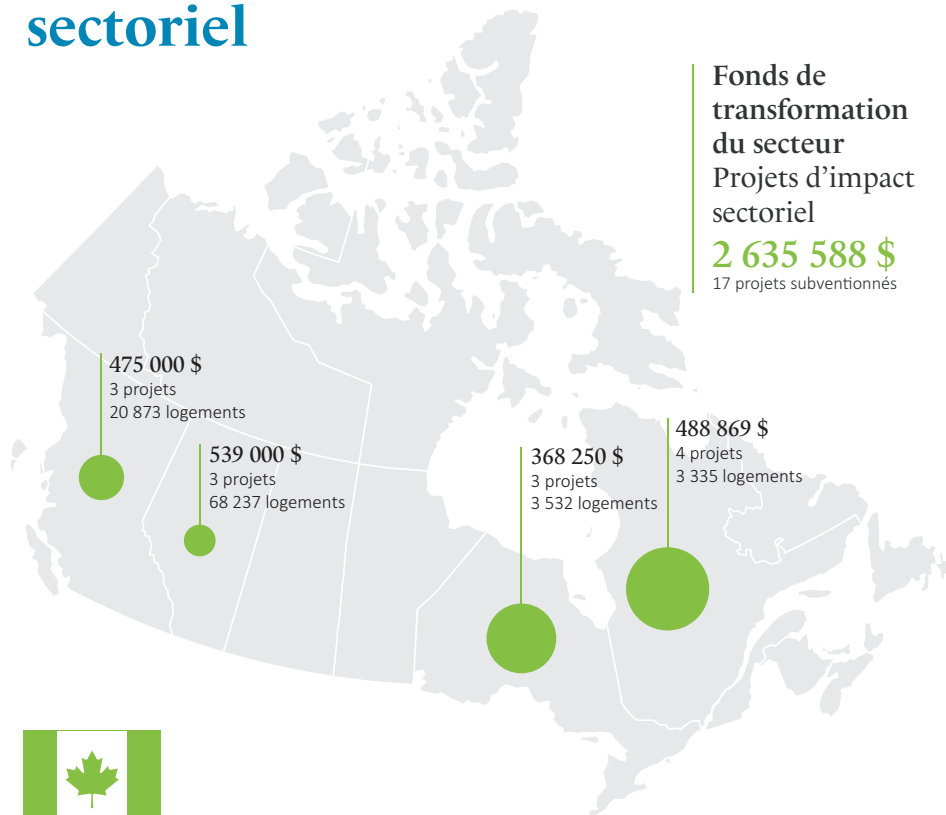 sectoriel
Fonds de
transformation
du secteur
Projets d’impact
sectoriel
2 635 588 $
17 projets subventionnés
475 000 $
3 projets
20 873 logements
539 000 $
3 projets
68 237 logements
368 250 $
3 projets
3 532 logements
488 869 $
4 projets
3 335 logements